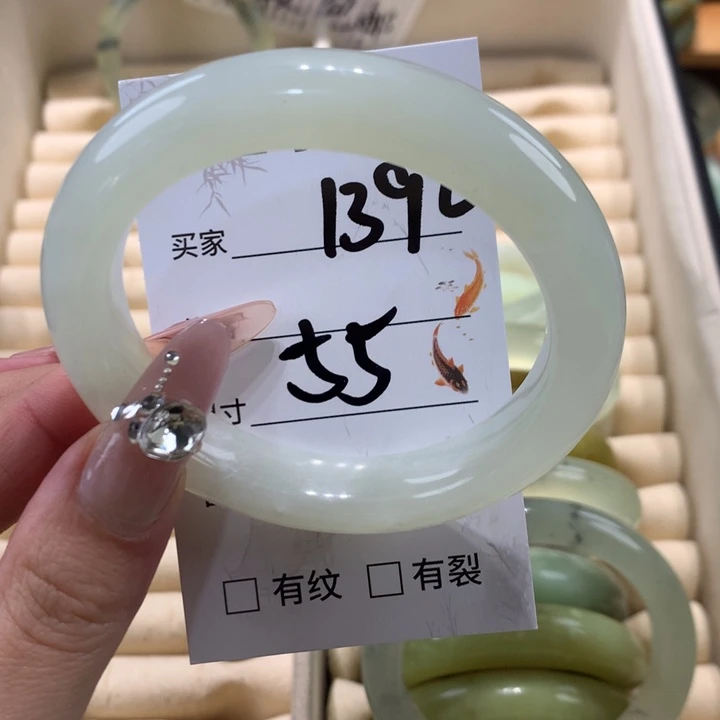 买家 139
55
寸
有纹 有裂